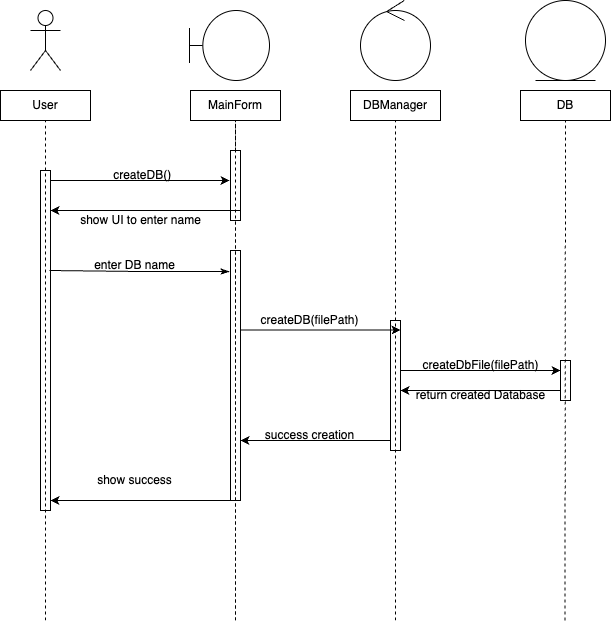 User
MainForm
DBManager
DB
createDB()
show UI to enter name
enter DB name
createDB(filePath)
createDbFile(filePath)
return created Database
success creation
show success